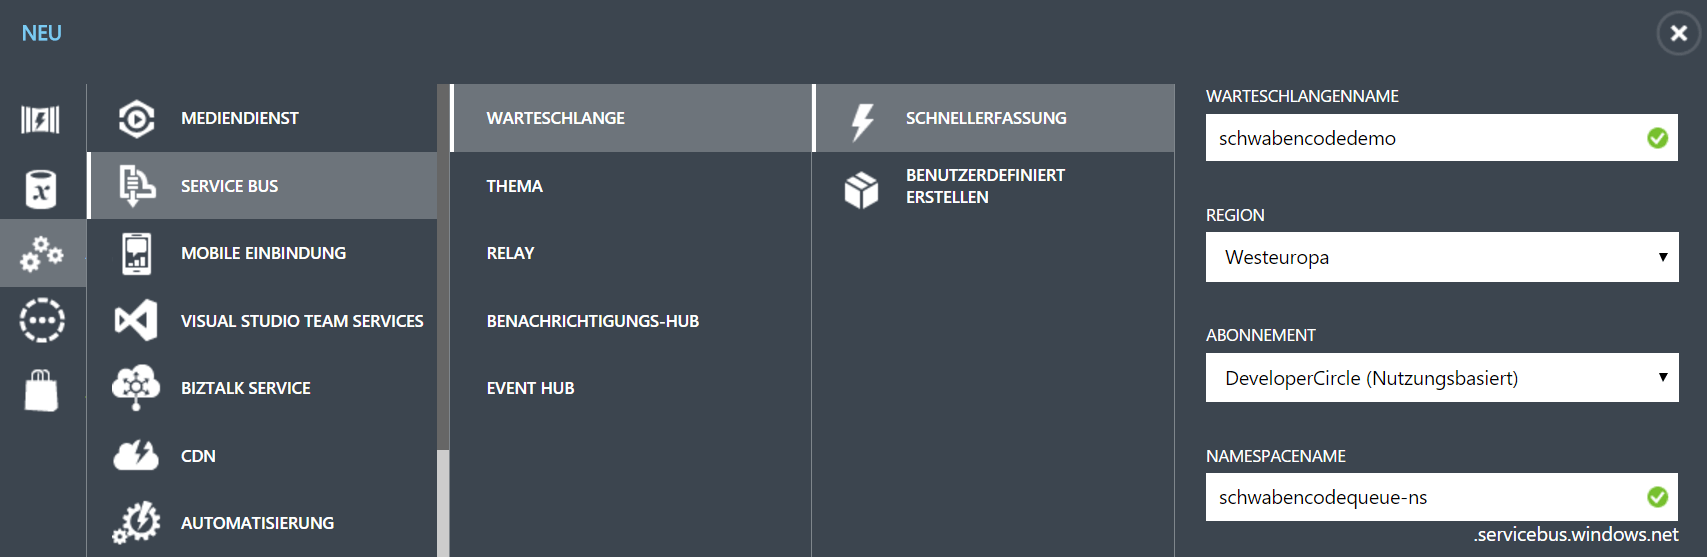 NEU
MEDIENDIENST
SERVICE BUS
MOBILE EINBINDUNG
VISUAL STUDIO TEAM SERVICES
BIZTALK SERVICE
CDN
AUTOMATISIERUNG
WARTESCHLANGE
THEMA
RELAY
BENACHRICHTIGUNGS-HUB
EVENT HUB
SCHNELLERFASSUNG
BENUTZERDEFINIERT
ERSTELLEN
WARTESCHLANGENNAME
schwabencodedemo
REGION
Westeuropa
ABONNEMENT
DeveloperCircle (Nutzungsbasiert)
NAMESPACENAME
schwabencodequeue-ns
.servicebus.windows.net